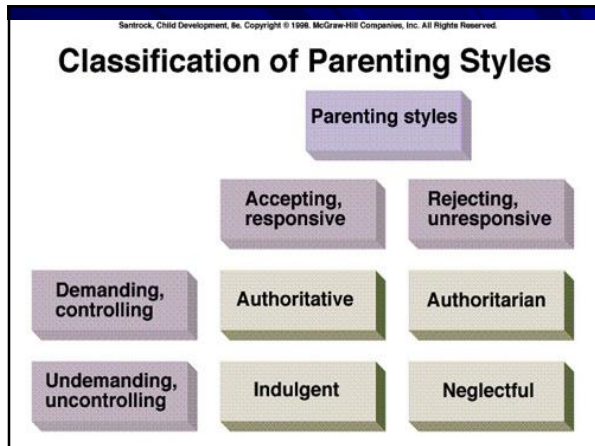 Santrock, Child Development, 8e. Copyright © 1998. McGraw-Hill Companies, Inc. All Rights Reserved.
Classification of Parenting Styles
Parenting styles
Accepting,
responsive
Rejecting,
unresponsive
Demanding,
controlling
Authoritative
Authoritarian
Undemanding,
uncontrolling
Indulgent
Neglectful